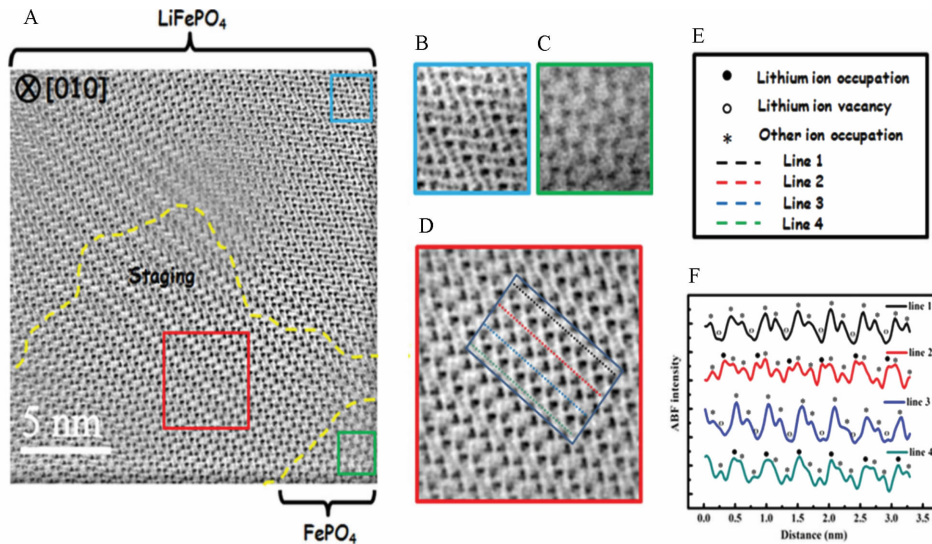 A
LiFePO4
⊗ [010]
Staging
5 nm
FePO4
B
C
D
E
● Lithium ion occupation
○ Lithium ion vacancy
* Other ion occupation
Line 1
Line 2
Line 3
Line 4
F
line 1
line 2
line 3
line 4
ABF intensity
0.0 0.5 1.0 1.5 2.0 2.5 3.0 3.5
Distance (nm)